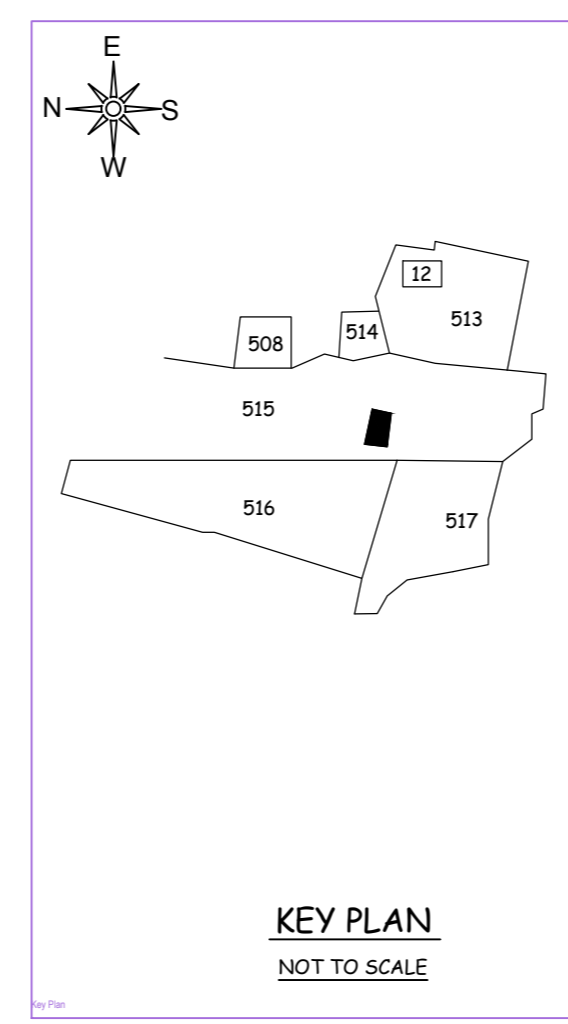 E
N S
W
12
513
514
508
515
516
517
KEY PLAN
NOT TO SCALE
Key Plan